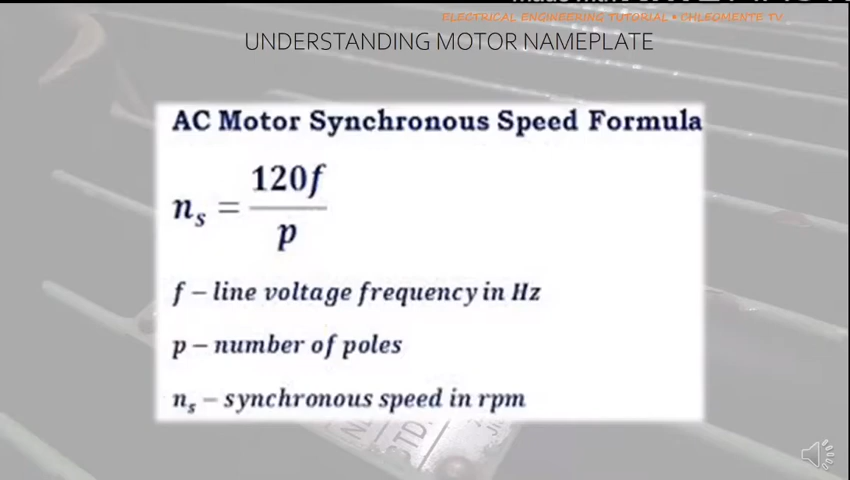 ELECTRICAL ENGINEERING TUTORIAL • CHLEOMENTE TV
UNDERSTANDING MOTOR NAMEPLATE
AC Motor Synchronous Speed Formula
nₛ = 120f / p
f – line voltage frequency in Hz
p – number of poles
nₛ – synchronous speed in rpm
TD